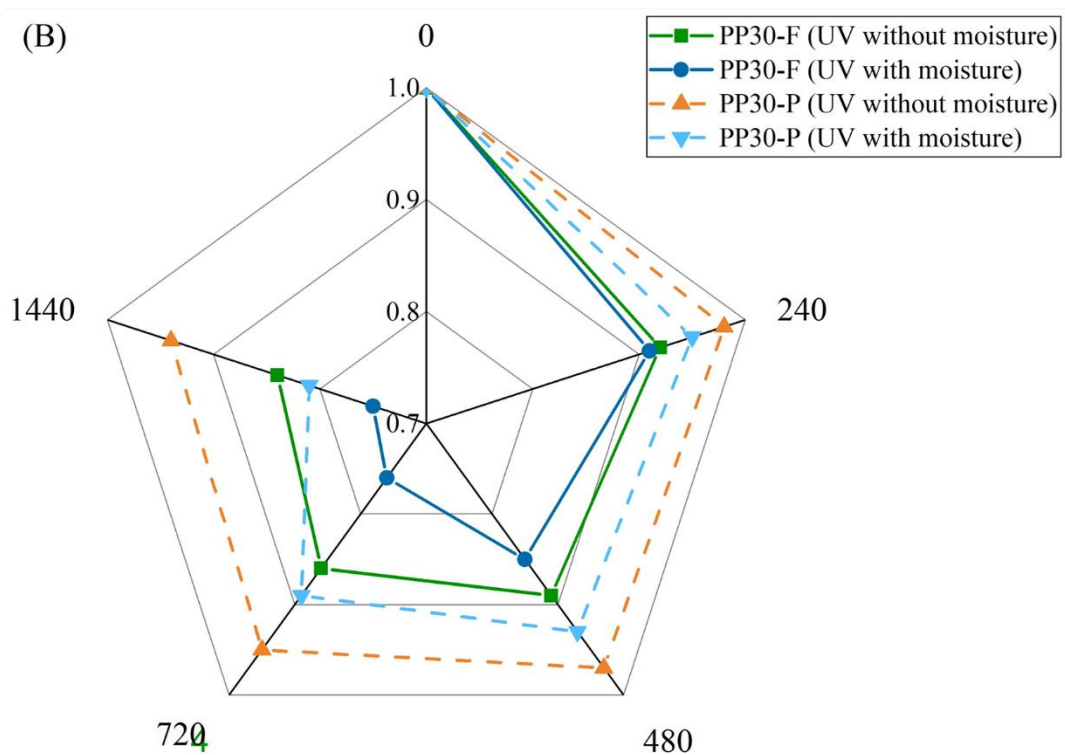 (B)
0
PP30-F (UV without moisture)
PP30-F (UV with moisture)
PP30-P (UV without moisture)
PP30-P (UV with moisture)
1.0
0.9
0.8
0.7
1440
240
720
4
480